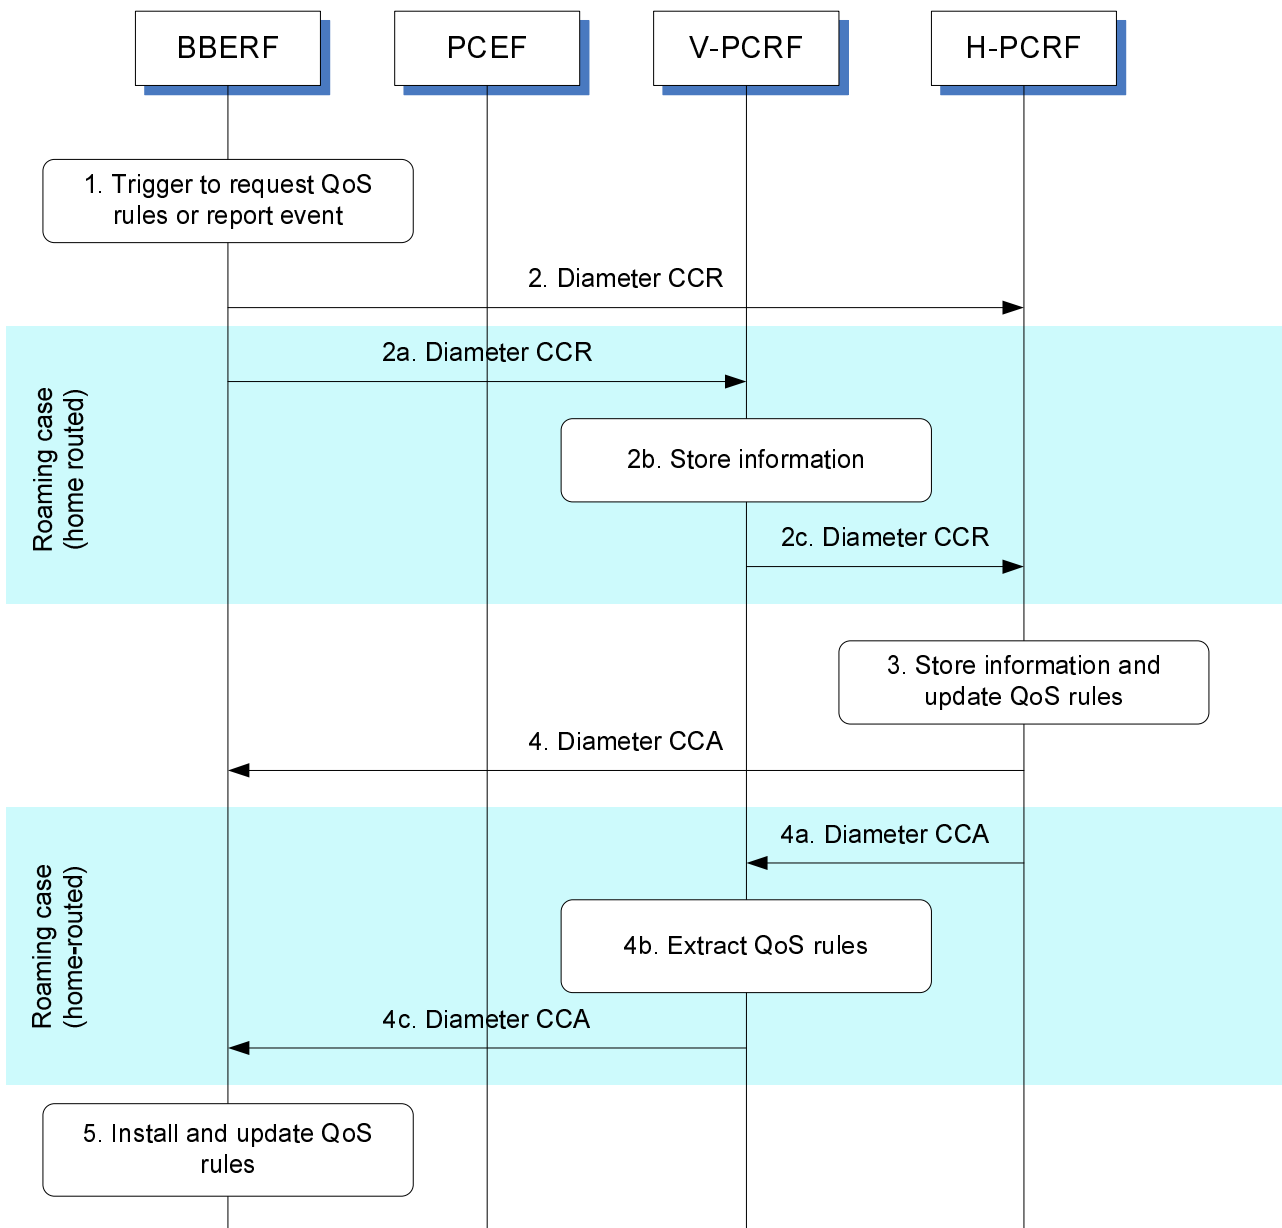 BBERF
PCEF
V-PCRF
H-PCRF
1. Trigger to request QoS
rules or report event
2. Diameter CCR
2a. Diameter CCR
Roaming case
(home routed)
2b. Store information
2c. Diameter CCR
3. Store information and
update QoS rules
4. Diameter CCA
4a. Diameter CCA
Roaming case
(home-routed)
4b. Extract QoS rules
4c. Diameter CCA
5. Install and update QoS
rules